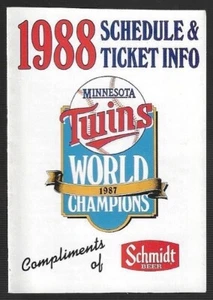 1988 SCHEDULE &
TICKET INFO
MINNESOTA
Twins
WORLD
1987
CHAMPIONS
Compliments
of
Schmidt
BEER